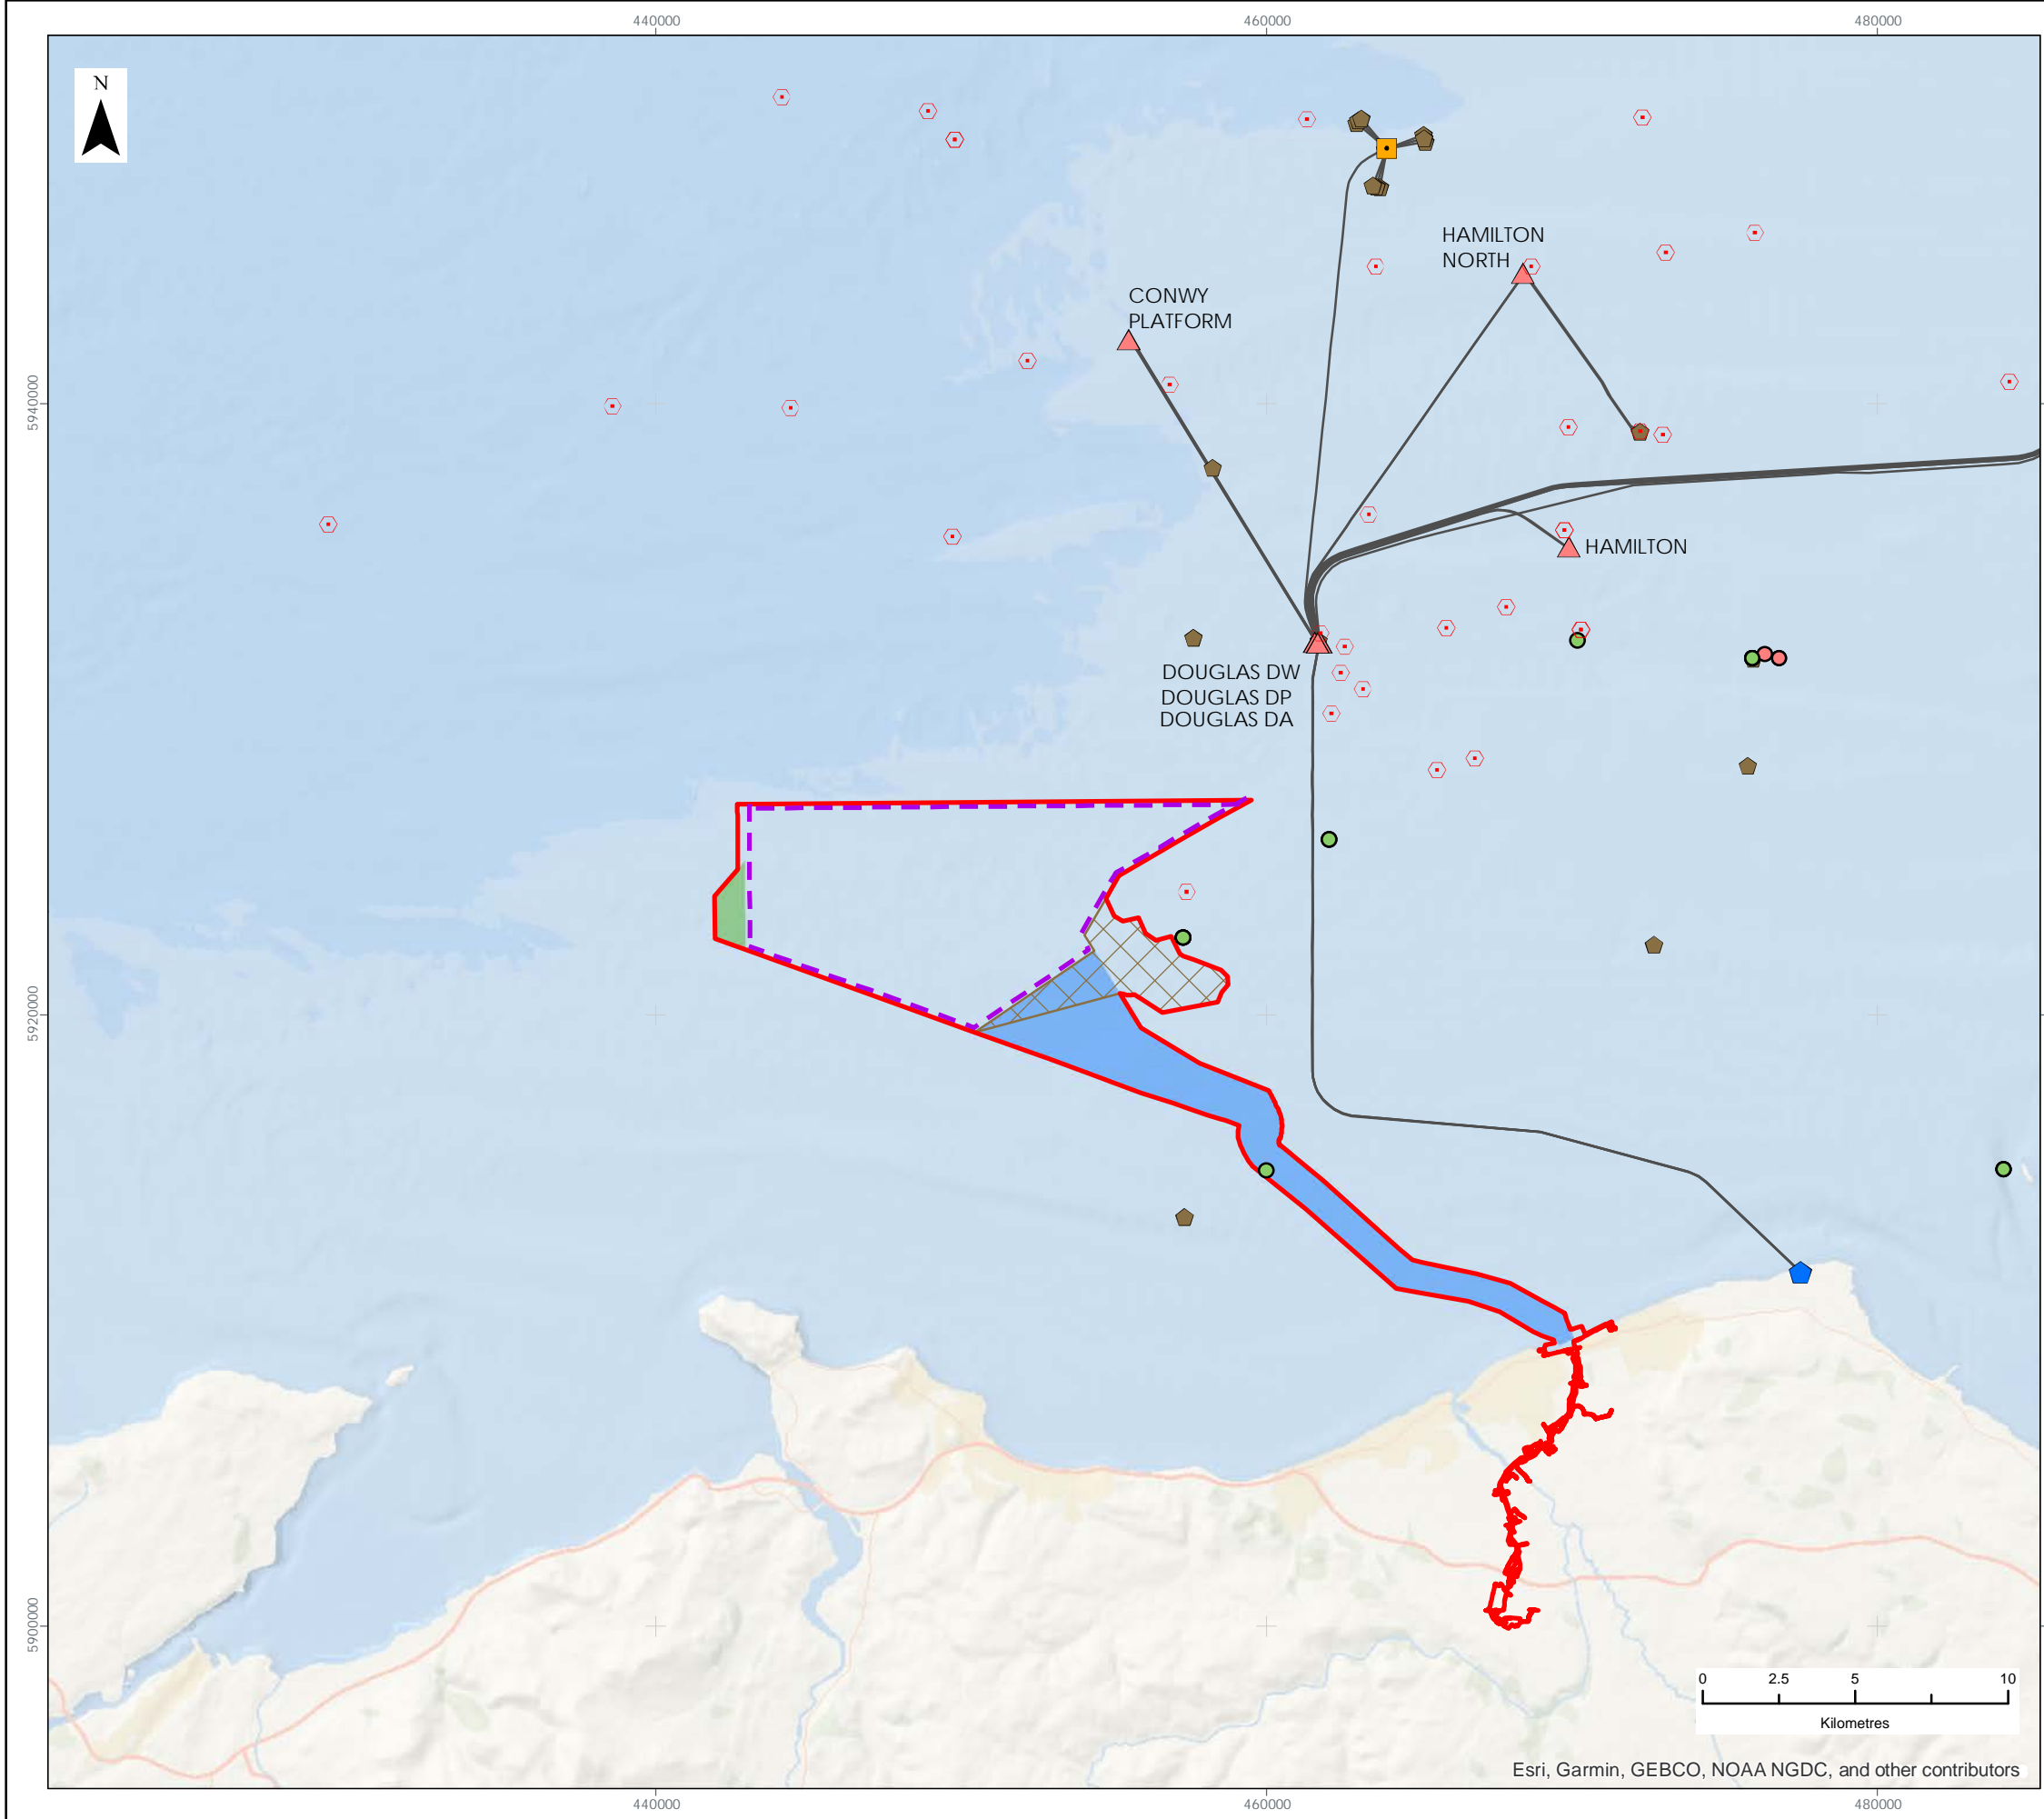 440000
460000
480000
N
HAMILTON
NORTH
CONWY
PLATFORM
5940000
HAMILTON
DOUGLAS DW
DOUGLAS DP
DOUGLAS DA
5920000
5900000
0 2.5 5 10
Kilometres
Esri, Garmin, GEBCO, NOAA NGDC, and other contributors
440000
460000
480000